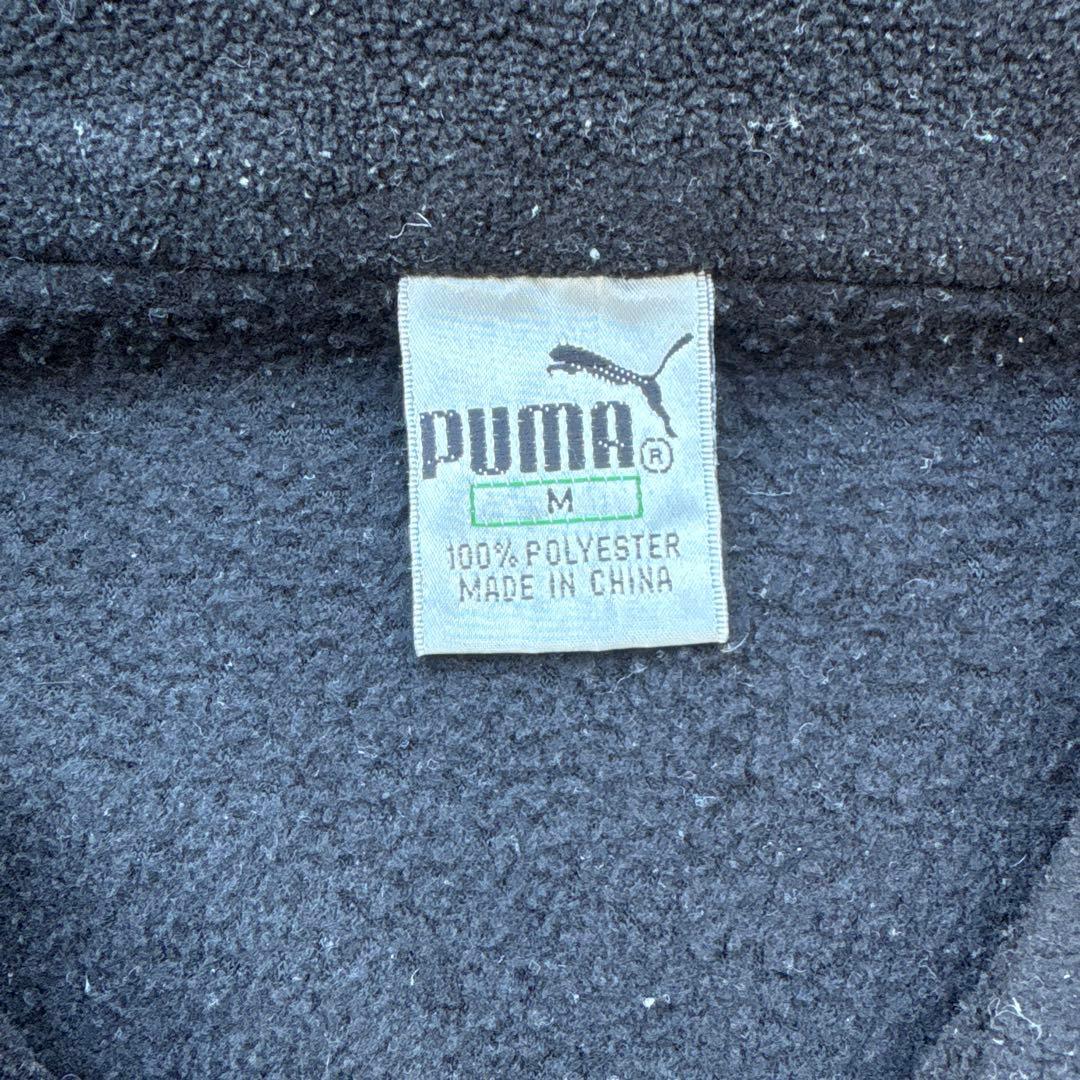 PUMA®
M
100% POLYESTER
MADE IN CHINA